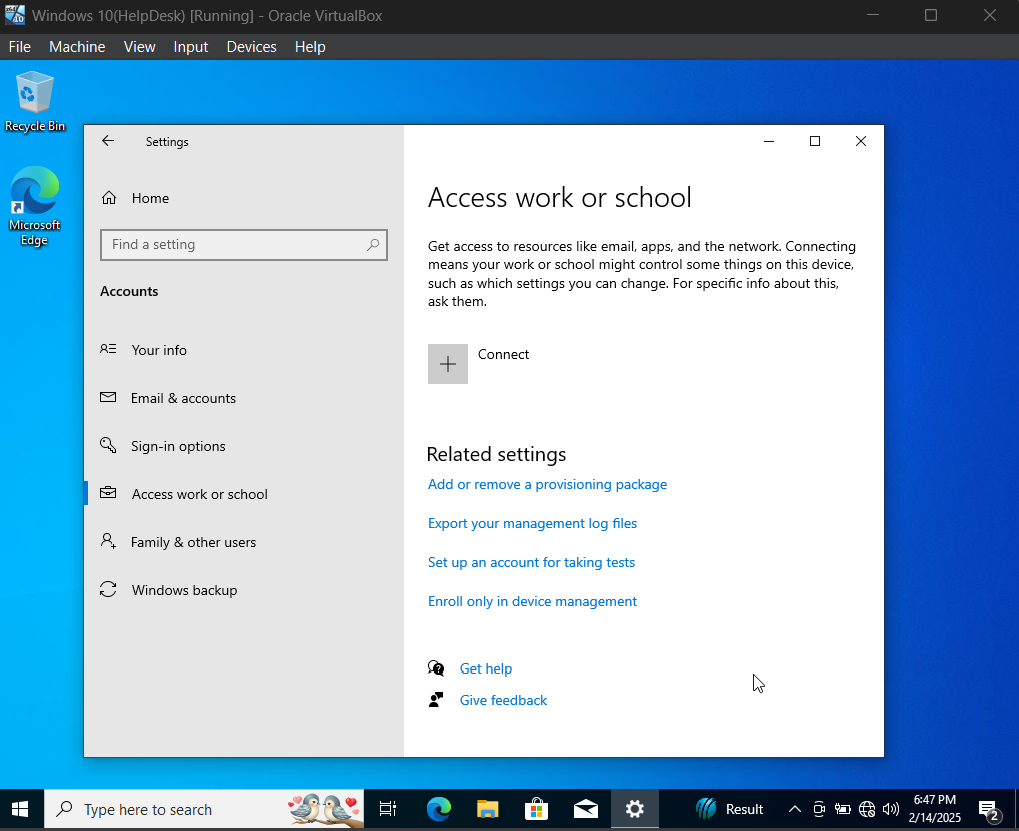 Windows 10(HelpDesk) [Running] - Oracle VirtualBox
File Machine View Input Devices Help
Recycle Bin
Microsoft
Edge
Settings
Home
Find a setting
Accounts
Your info
Email & accounts
Sign-in options
Access work or school
Family & other users
Windows backup
Access work or school
Get access to resources like email, apps, and the network. Connecting
means your work or school might control some things on this device,
such as which settings you can change. For specific info about this,
ask them.
Connect
Related settings
Add or remove a provisioning package
Export your management log files
Set up an account for taking tests
Enroll only in device management
Get help
Give feedback
Type here to search
Result
6:47 PM
2/14/2025
2